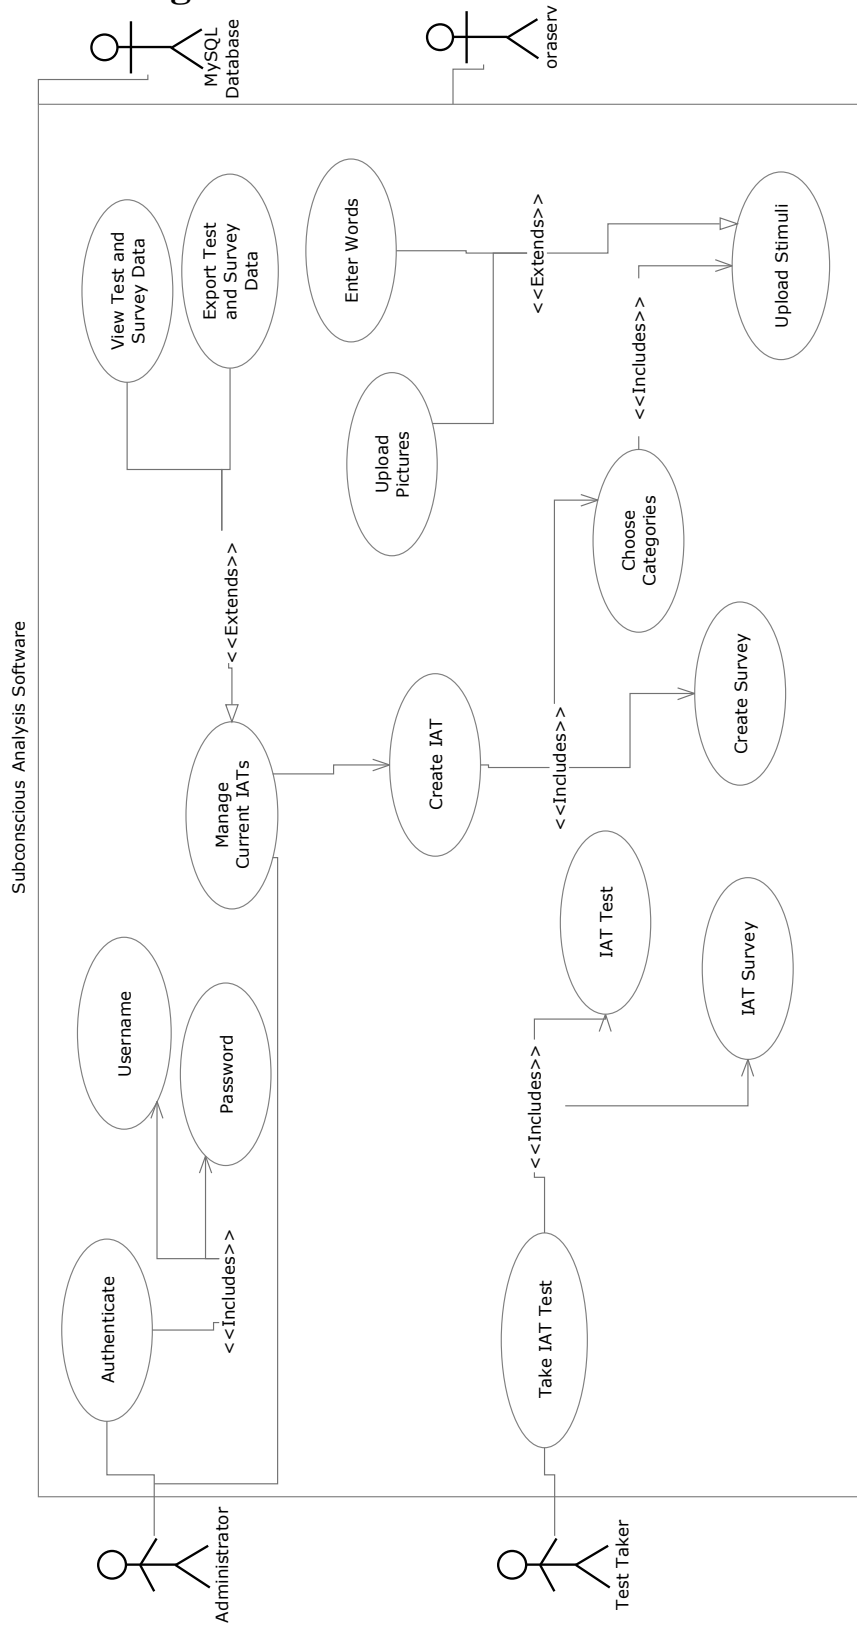 g
Subconscious Analysis Software
MySQL
Database
oraserv
Administrator
Test Taker
Authenticate
<<Includes>>
Username
Password
Manage
Current IATs
<<Extends>>
View Test and
Survey Data
Export Test
and Survey
Data
Create IAT
<<Includes>>
Choose
Categories
Create Survey
<<Includes>>
Upload Stimuli
<<Extends>>
Upload
Pictures
Enter Words
Take IAT Test
<<Includes>>
IAT Test
IAT Survey